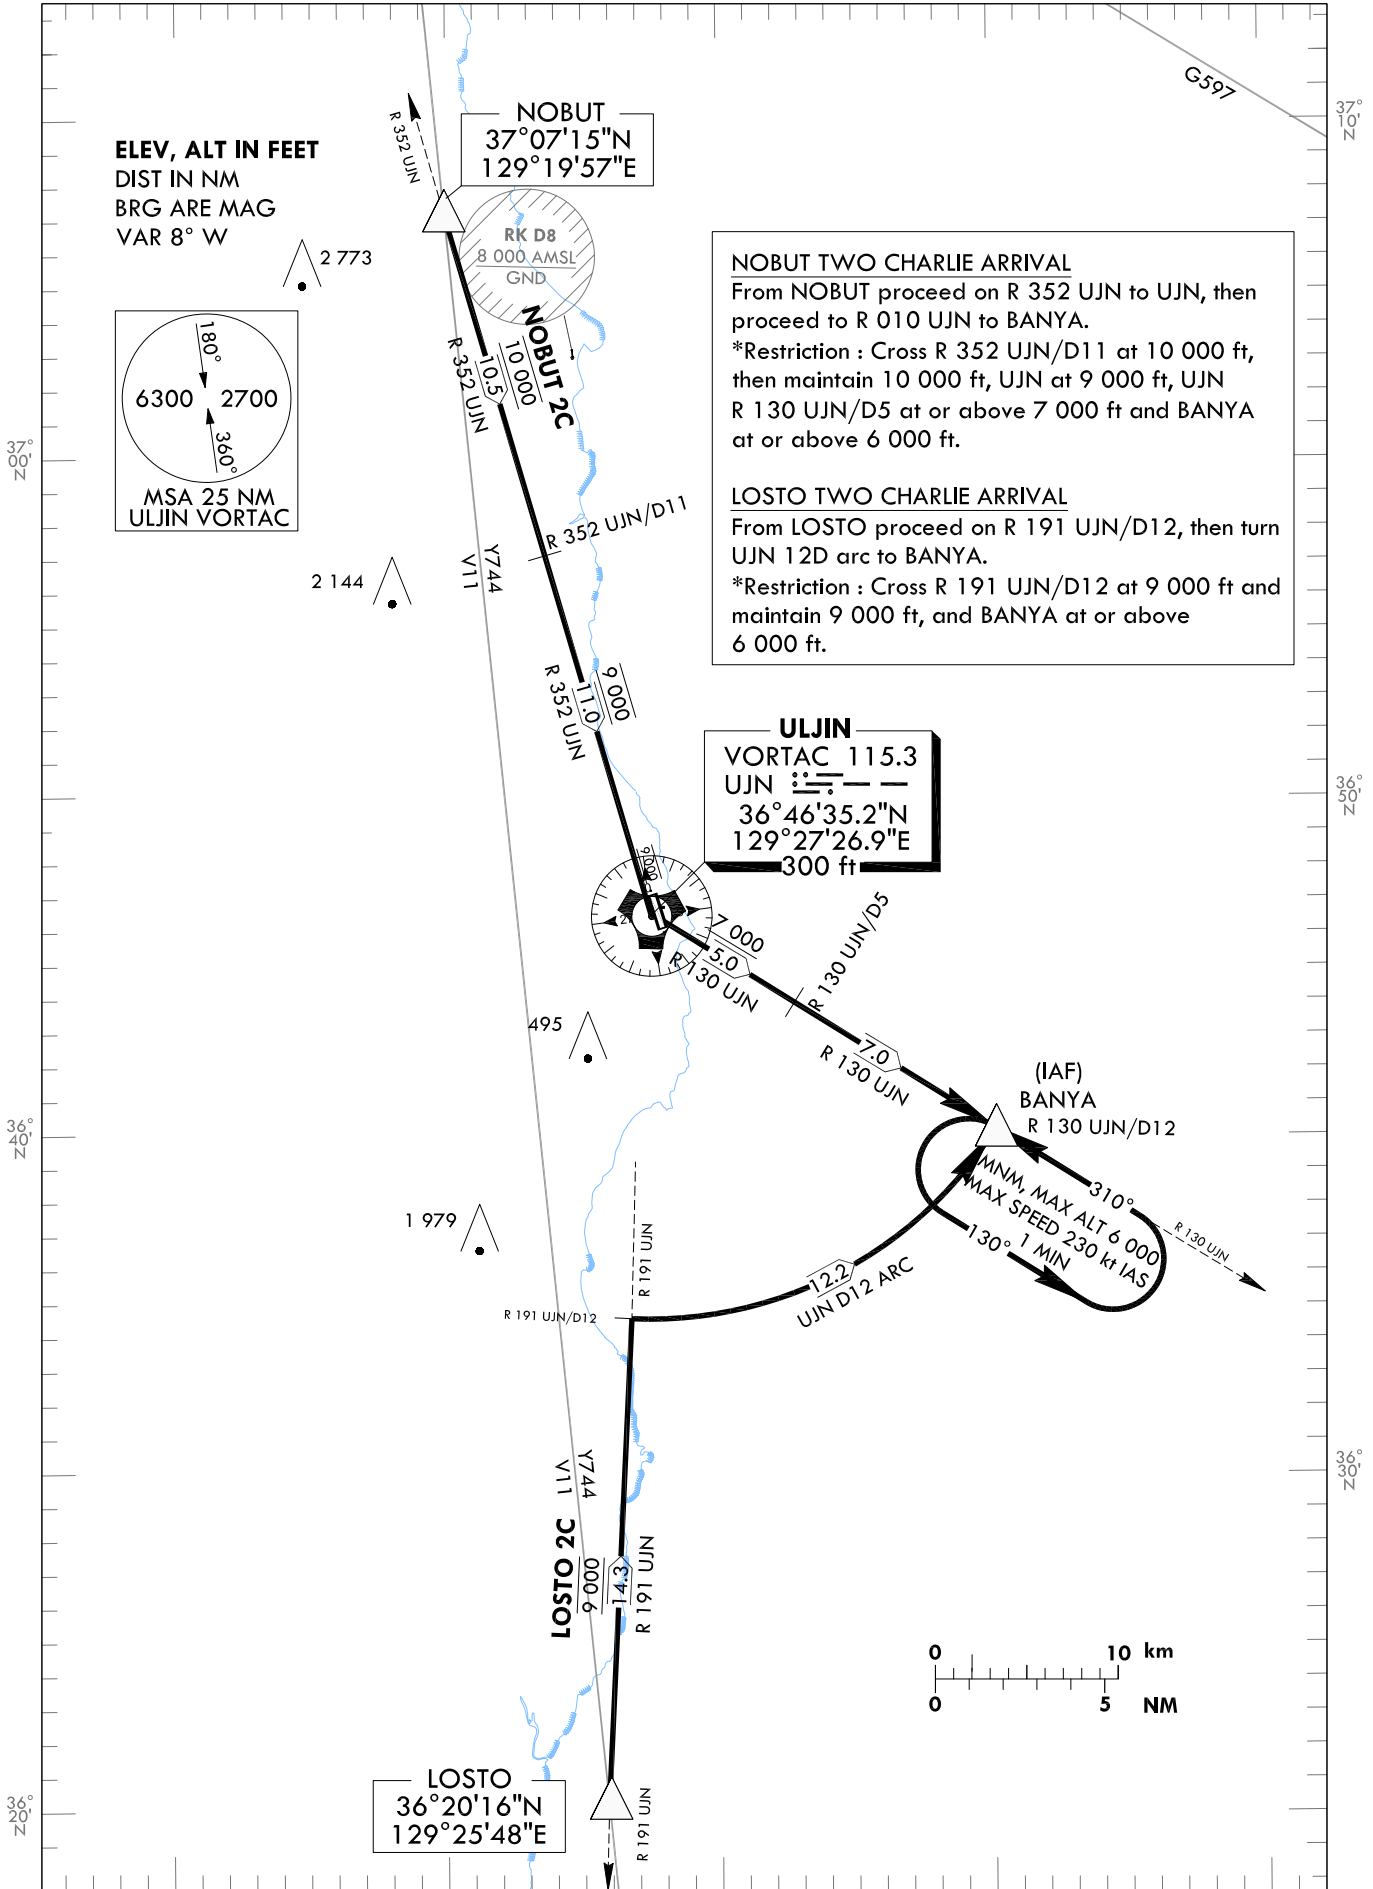 G597
37°
10'
N
NOBUT
37°07'15"N
129°19'57"E
R 352 UJN
ELEV, ALT IN FEET
DIST IN NM
BRG ARE MAG
VAR 8° W
2 773
RK D8
8 000 AMSL
GND
180°
6300 2700
360°
MSA 25 NM
ULJIN VORTAC
NOBUT TWO CHARLIE ARRIVAL
From NOBUT proceed on R 352 UJN to UJN, then
proceed to R 010 UJN to BANYA.
*Restriction : Cross R 352 UJN/D11 at 10 000 ft,
then maintain 10 000 ft, UJN at 9 000 ft, UJN
R 130 UJN/D5 at or above 7 000 ft and BANYA
at or above 6 000 ft.
LOSTO TWO CHARLIE ARRIVAL
From LOSTO proceed on R 191 UJN/D12, then turn
UJN 12D arc to BANYA.
*Restriction : Cross R 191 UJN/D12 at 9 000 ft and
maintain 9 000 ft, and BANYA at or above
6 000 ft.
NOBUT 2C
10 000
10.5
R 352 UJN
37°
00'
N
R 352 UJN/D11
Y744
V11
2 144
9 000
11.0
R 352 UJN
ULJIN
VORTAC 115.3
UJN
36°46'35.2"N
129°27'26.9"E
300 ft
36°
50'
N
9 000
7 000
5.0
R 130 UJN
R 130 UJN/D5
495
7.0
R 130 UJN
(IAF)
BANYA
R 130 UJN/D12
36°
40'
N
MNM, MAX ALT 6 000
MAX SPEED 230 kt IAS
1 MIN
310°
130°
R 130 UJN
1 979
R 191 UJN
R 191 UJN/D12
12.2
UJN D12 ARC
36°
30'
N
Y744
V11
LOSTO 2C
9 000
14.3
R 191 UJN
0 10 km
0 5 NM
LOSTO
36°20'16"N
129°25'48"E
R 191 UJN
36°
20'
N